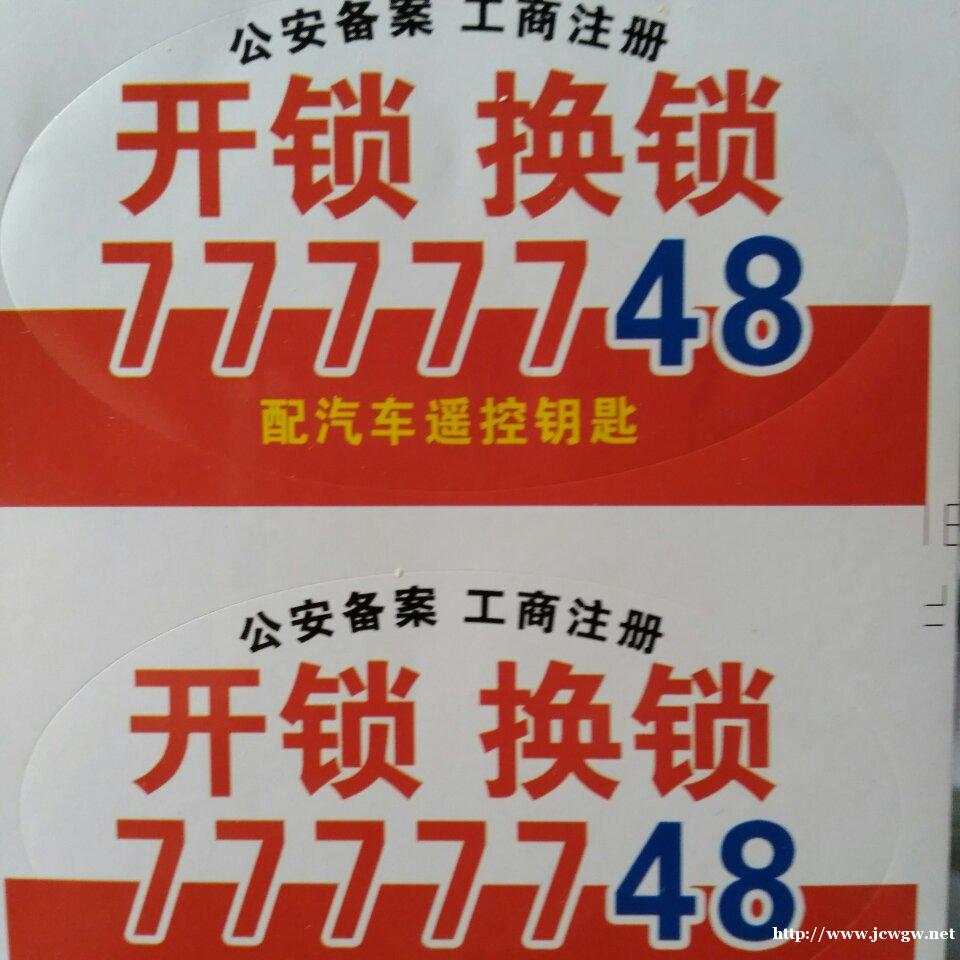 公安备案 工商注册
开锁 换锁
7777748
配汽车遥控钥匙
公安备案 工商注册
开锁 换锁
7777748
http://www.jcwgw.net